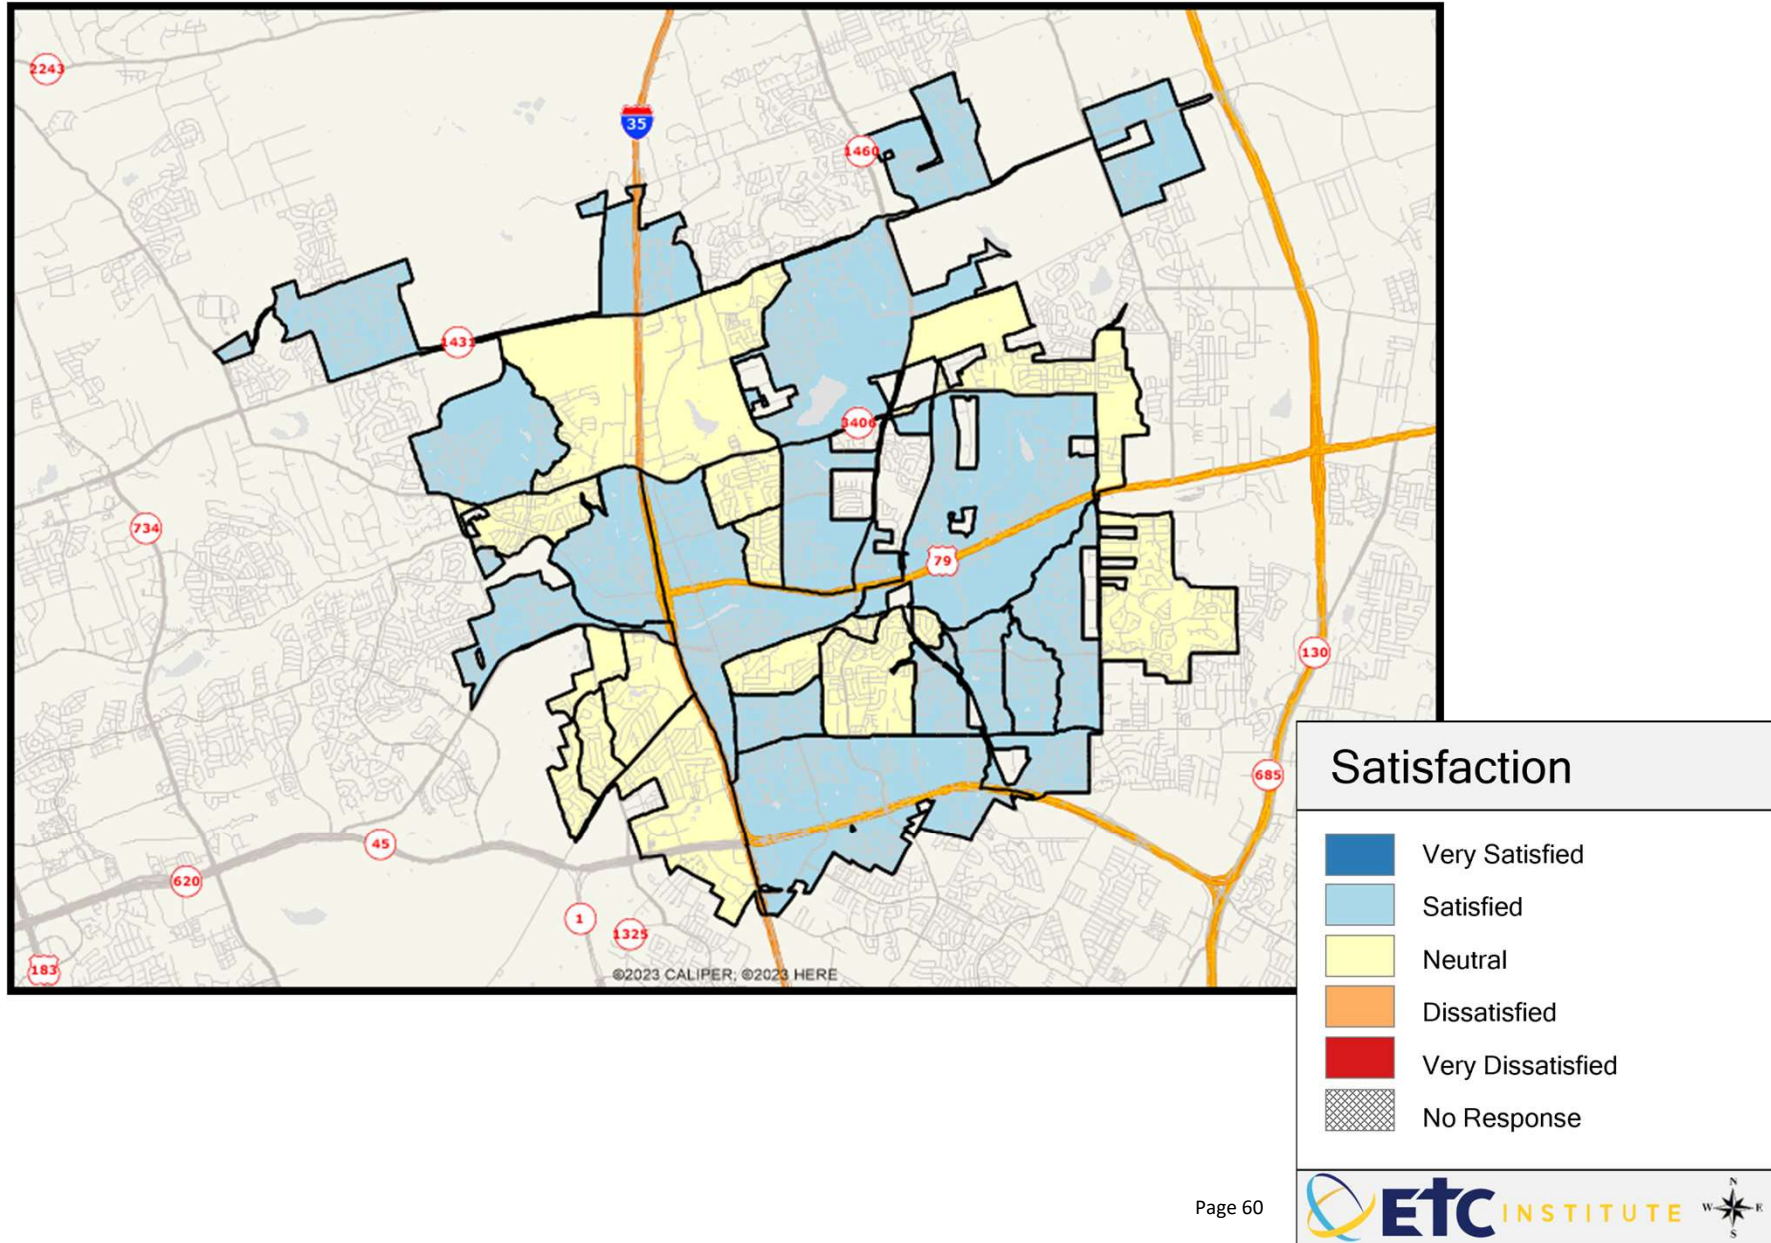 2243
35
1460
1431
3406
734
79
130
685
45
620
1
1325
183
©2023 CALIPER; ©2023 HERE
Satisfaction
Very Satisfied
Satisfied
Neutral
Dissatisfied
Very Dissatisfied
No Response
Page 60
ETC INSTITUTE
N
W E
S